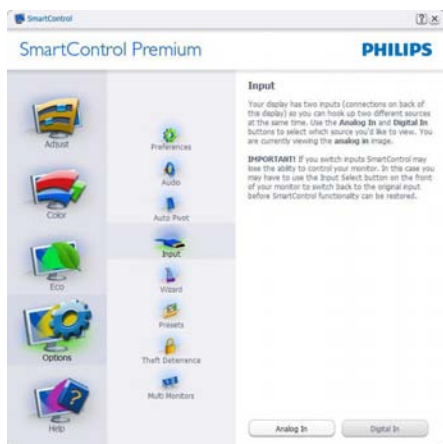 SmartControl
SmartControl Premium
PHILIPS
Adjust
Color
Eco
Options
Help
Preferences
Audio
Auto Pivot
Input
Wizard
Presets
Theft Deterrence
Multi Monitors
Input
Your display has two inputs (connections on back of
this display) so you can hook up two different sources
at the same time. Use the Analog In and Digital In
buttons to select which source you'd like to view. You
are currently viewing the analog in image.
IMPORTANT! If you switch inputs SmartControl may
lose the ability to control your monitor. In this case you
may have to use the Input Select button on the front
of your monitor to switch back to the original input
before SmartControl functionality can be restored.
Analog In
Digital In